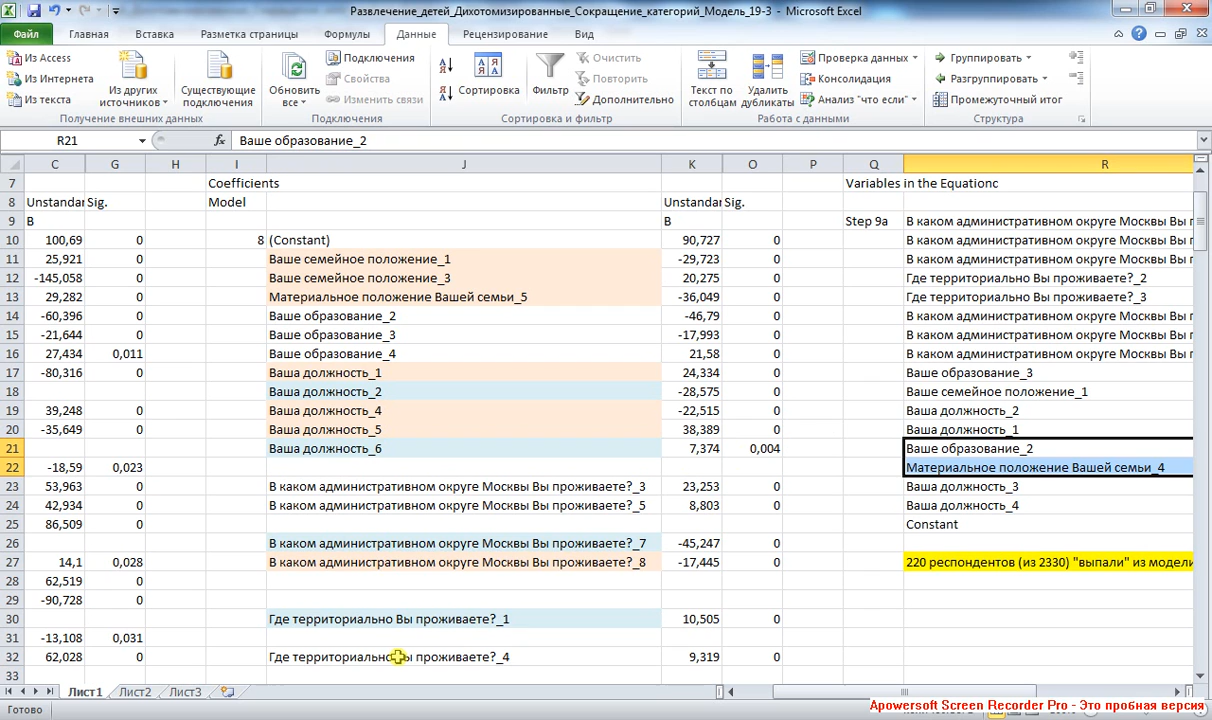 Развлечение_детей_Дихотомизированные_Сокращение_категорий_Модель_19-3 - Microsoft Excel
Файл Главная Вставка Разметка страницы Формулы Данные Рецензирование Вид
Из Access
Из Интернета
Из текста
Из других источников
Существующие подключения
Получение внешних данных
Обновить все
Подключения
Свойства
Изменить связи
Подключения
Сортировка
Фильтр
Очистить
Повторить
Дополнительно
Сортировка и фильтр
Текст по столбцам
Удалить дубликаты
Проверка данных
Консолидация
Анализ "что если"
Работа с данными
Группировать
Разгруппировать
Промежуточный итог
Структура
R21 fx Ваше образование_2
C G H I J K O P Q R
7 Coefficients Variables in the Equationc
8 Unstandar Sig. Model Unstandar Sig.
9 B B Step 9a В каком административном округе Москвы Вы п
10 100,69 0 8 (Constant) 90,727 0 В каком административном округе Москвы Вы п
11 25,921 0 Ваше семейное положение_1 -29,723 0 В каком административном округе Москвы Вы п
12 -145,058 0 Ваше семейное положение_3 20,275 0 Где территориально Вы проживаете?_2
13 29,282 0 Материальное положение Вашей семьи_5 -36,049 0 Где территориально Вы проживаете?_3
14 -60,396 0 Ваше образование_2 -46,79 0 В каком административном округе Москвы Вы п
15 -21,644 0 Ваше образование_3 -17,993 0 В каком административном округе Москвы Вы п
16 27,434 0,011 Ваше образование_4 21,58 0 В каком административном округе Москвы Вы п
17 -80,316 0 Ваша должность_1 24,334 0 Ваше образование_3
18 Ваша должность_2 -28,575 0 Ваше семейное положение_1
19 39,248 0 Ваша должность_4 -22,515 0 Ваша должность_2
20 -35,649 0 Ваша должность_5 38,389 0 Ваша должность_1
21 Ваша должность_6 7,374 0,004 Ваше образование_2
22 -18,59 0,023 Материальное положение Вашей семьи_4
23 53,963 0 В каком административном округе Москвы Вы проживаете?_3 23,253 0 Ваша должность_3
24 42,934 0 В каком административном округе Москвы Вы проживаете?_5 8,803 0 Ваша должность_4
25 86,509 0 Constant
26 В каком административном округе Москвы Вы проживаете?_7 -45,247 0
27 14,1 0,028 В каком административном округе Москвы Вы проживаете?_8 -17,445 0 220 респондентов (из 2330) "выпали" из модели
28 62,519 0
29 -90,728 0
30 Где территориально Вы проживаете?_1 10,505 0
31 -13,108 0,031
32 62,028 0 Где территориально Вы проживаете?_4 9,319 0
33
Лист1 Лист2 Лист3
Готово
Apowersoft Screen Recorder Pro - Это пробная версия